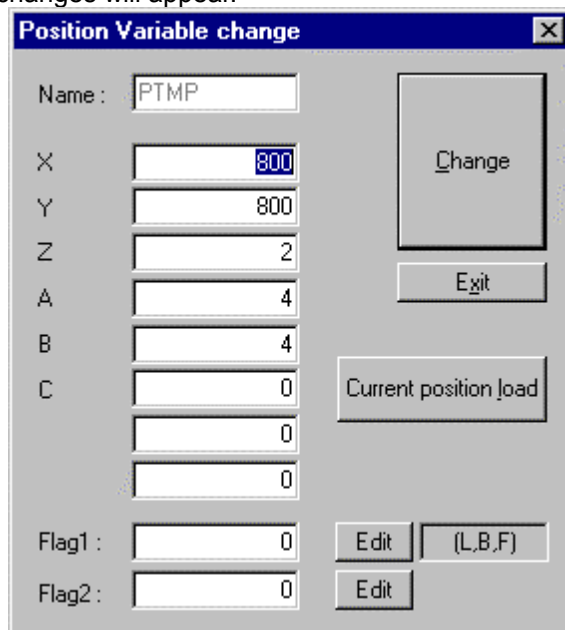 changes will appear.
Position Variable change
Name : PTMP
X 800
Y 800
Z 2
A 4
B 4
C 0
0
0
Flag1 : 0 Edit (L,B,F)
Flag2 : 0 Edit
Change
Exit
Current position load